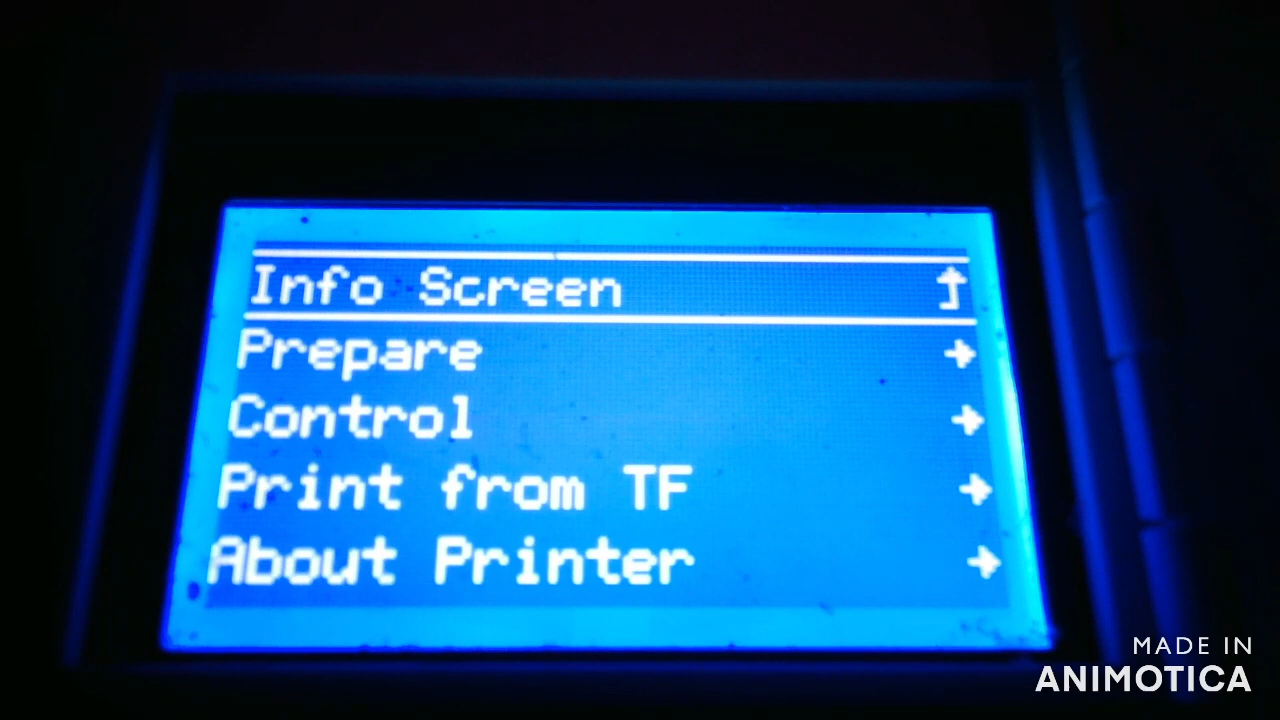 Info Screen
Prepare
Control
Print from TF
About Printer
MADE IN
ANIMOTICA